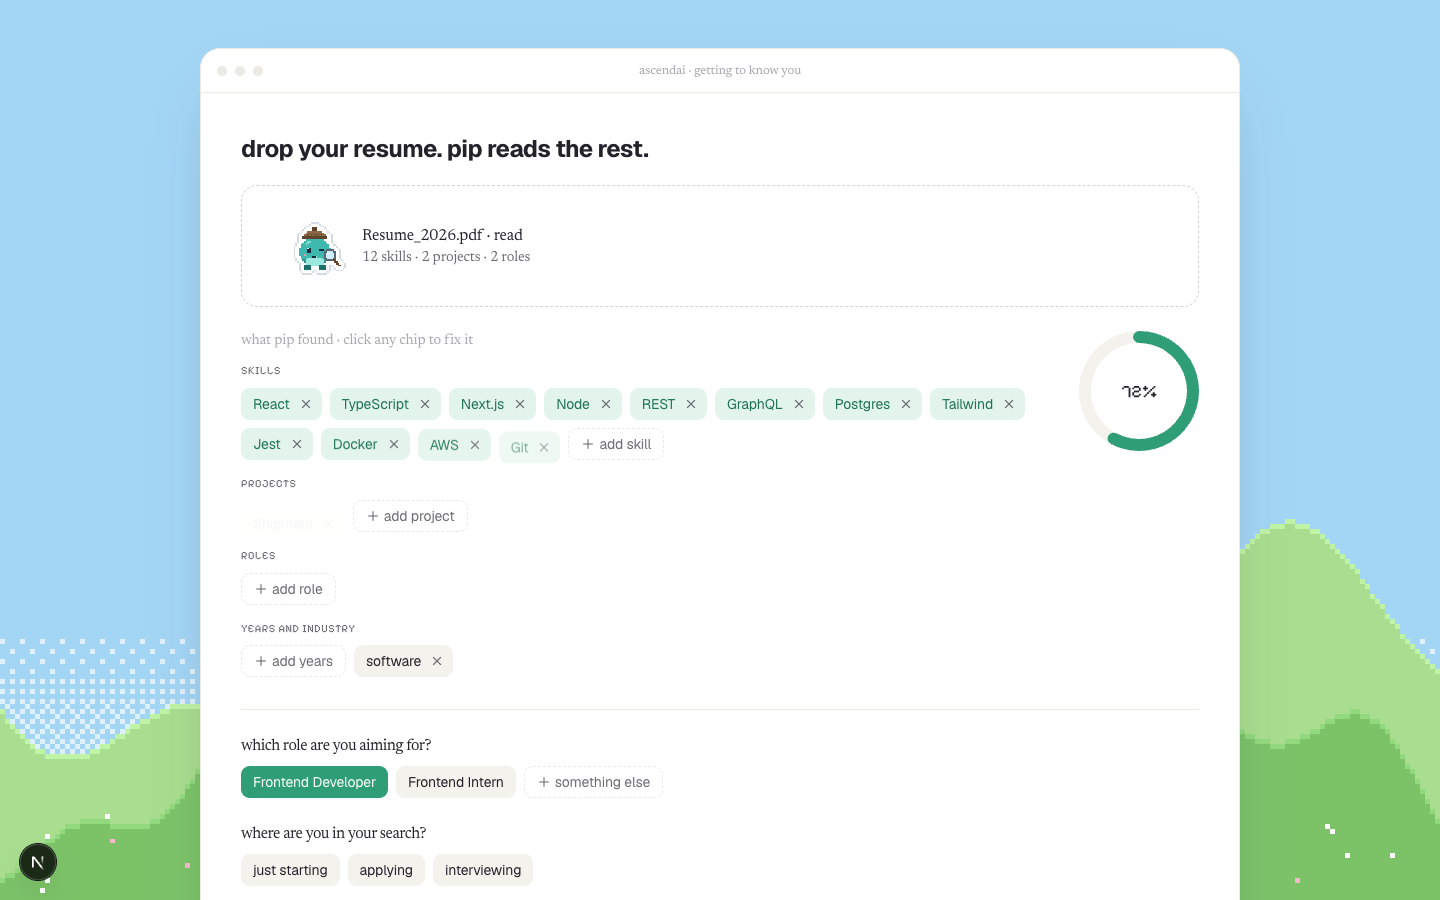 ascendai · getting to know you
drop your resume. pip reads the rest.
Resume_2026.pdf · read
12 skills · 2 projects · 2 roles
what pip found · click any chip to fix it
SKILLS
React × TypeScript × Next.js × Node × REST × GraphQL × Postgres × Tailwind ×
72%
Jest × Docker × AWS × Git × + add skill
PROJECTS
Shipmate × + add project
ROLES
+ add role
YEARS AND INDUSTRY
+ add years software ×
which role are you aiming for?
Frontend Developer Frontend Intern + something else
where are you in your search?
just starting applying interviewing
N